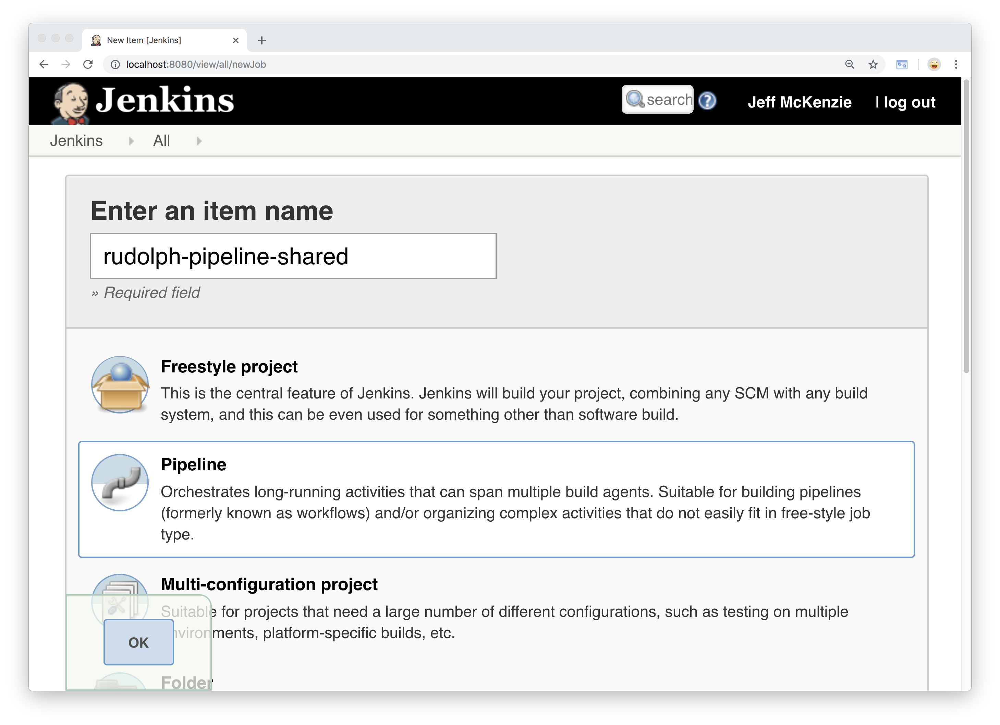 New Item [Jenkins]
localhost:8080/view/all/newJob
Jenkins
search
?
Jeff McKenzie
| log out
Jenkins
All
Enter an item name
rudolph-pipeline-shared
» Required field
Freestyle project
This is the central feature of Jenkins. Jenkins will build your project, combining any SCM with any build
system, and this can be even used for something other than software build.
Pipeline
Orchestrates long-running activities that can span multiple build agents. Suitable for building pipelines
(formerly known as workflows) and/or organizing complex activities that do not easily fit in free-style job
type.
Multi-configuration project
Suitable for projects that need a large number of different configurations, such as testing on multiple
environments, platform-specific builds, etc.
OK
Folder